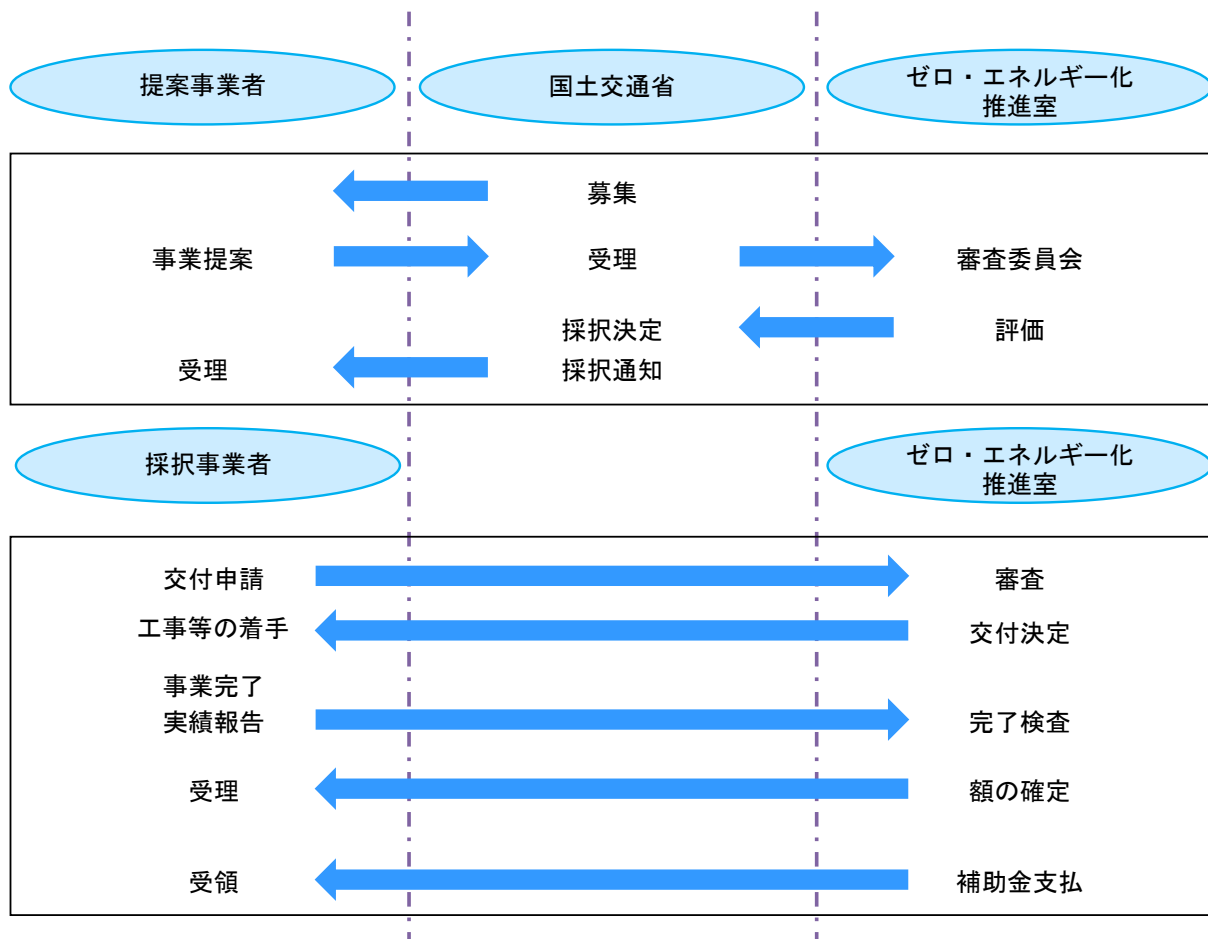 提案事業者
国土交通省
ゼロ・エネルギー化
推進室
募集
事業提案
受理
審査委員会
採択決定
評価
受理
採択通知
採択事業者
ゼロ・エネルギー化
推進室
交付申請
審査
工事等の着手
交付決定
事業完了
実績報告
完了検査
受理
額の確定
受領
補助金支払